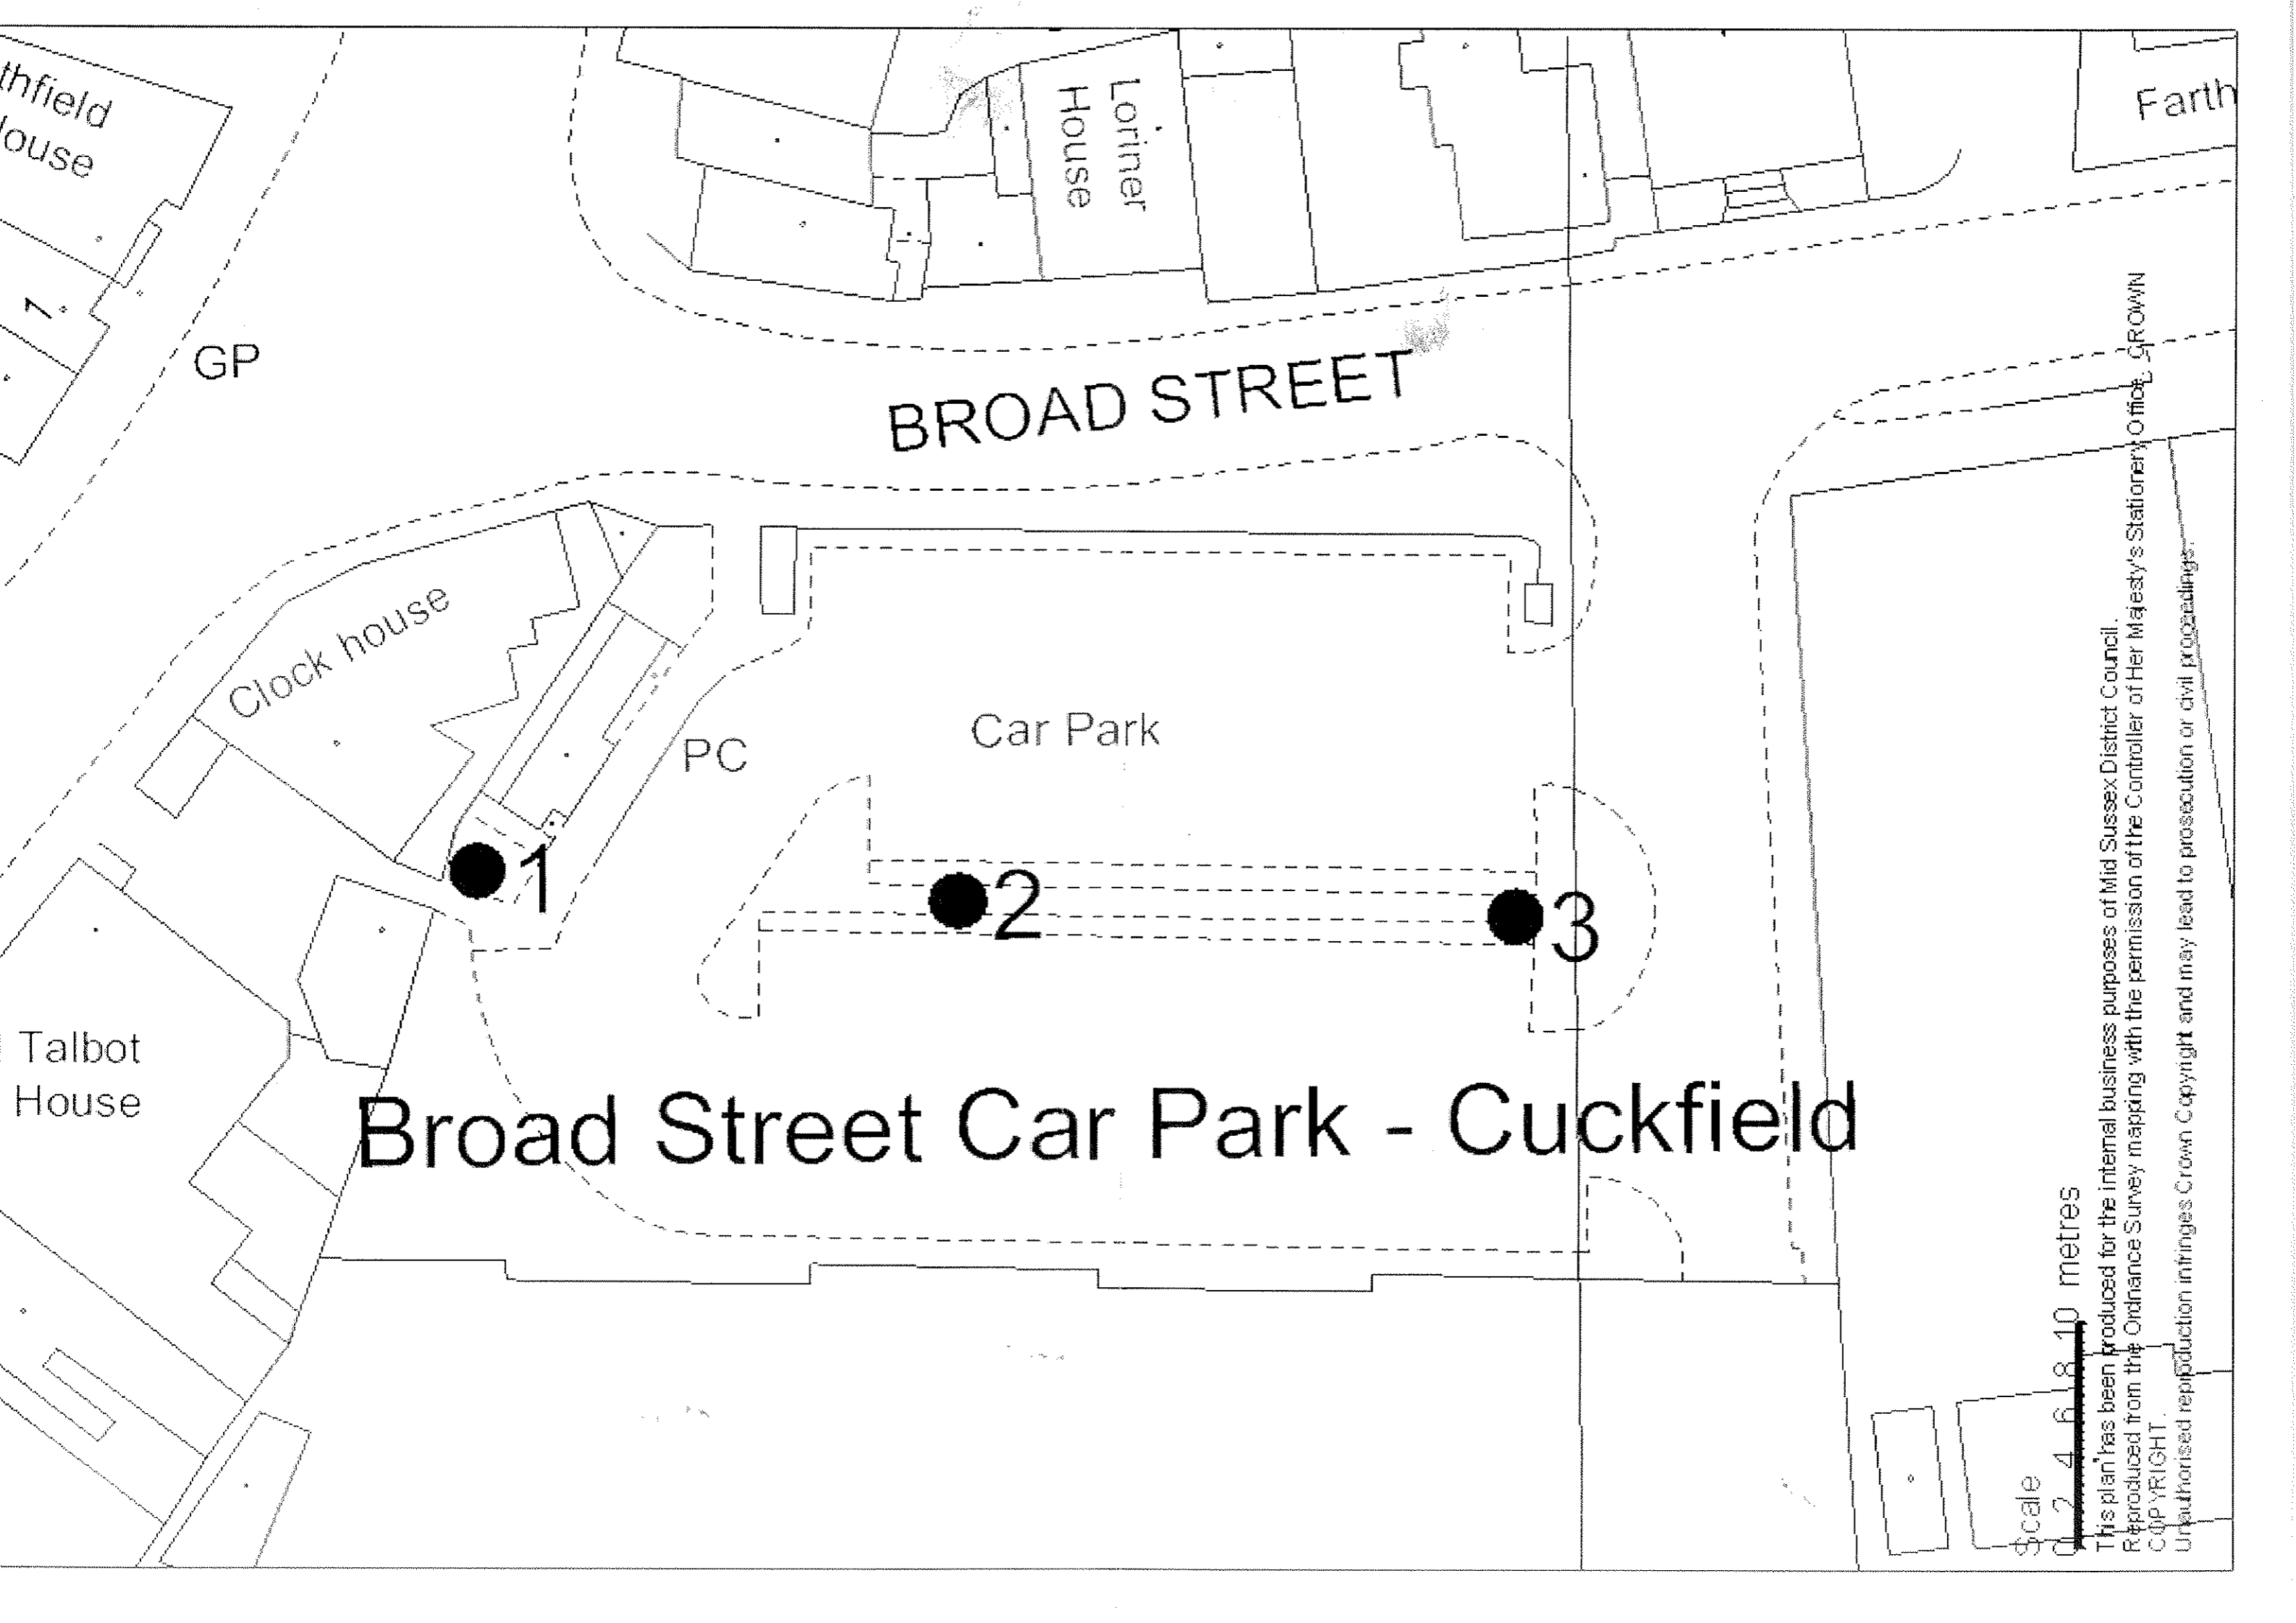 thfield
ouse
1
GP
Loriner
House
Farth
BROAD STREET
Clock house
PC
Car Park
1
2
3
Talbot
House
Broad Street Car Park - Cuckfield
Scale
0 2 4 6 8 10 metres
This plan has been produced for the internal business purposes of Mid Sussex District Council.
Reproduced from the Ordnance Survey mapping with the permission of the Controller of Her Majesty's Stationery Office, CROWN
COPYRIGHT.
Unauthorised reproduction infringes Crown Copyright and may lead to prosecution or civil proceedings.